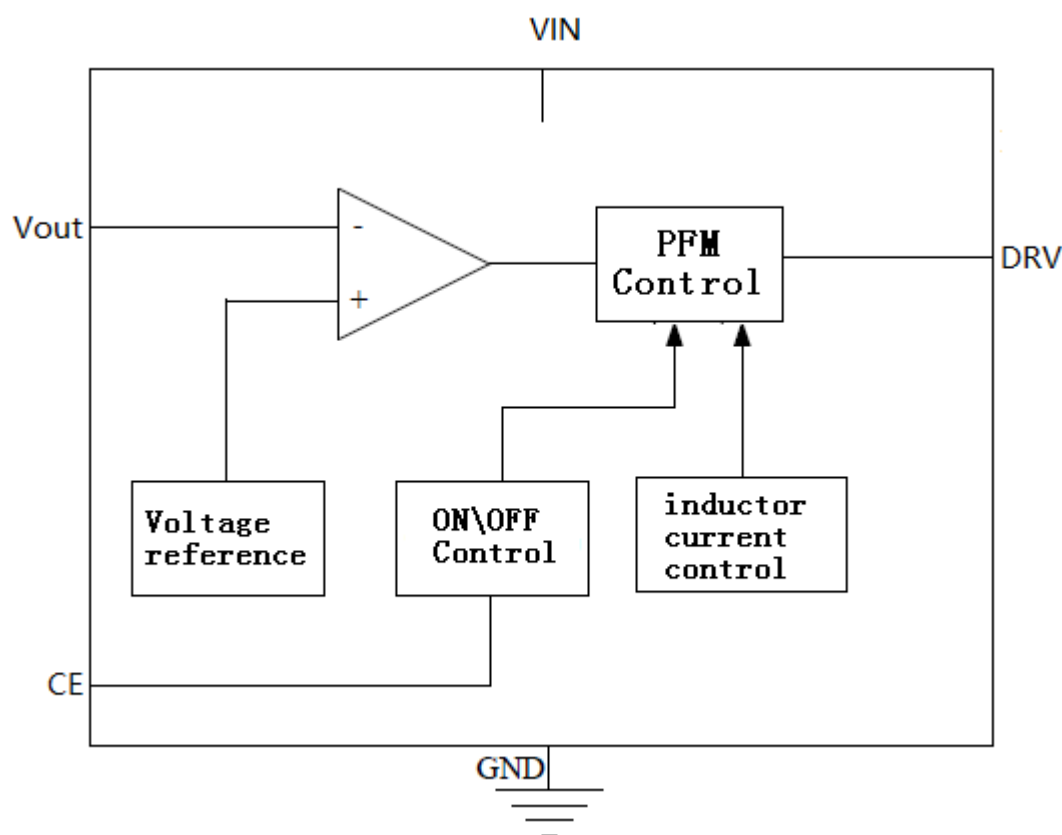 VIN
Vout
-
+
PFM
Control
DRV
Voltage
reference
ON\OFF
Control
inductor
current
control
CE
GND